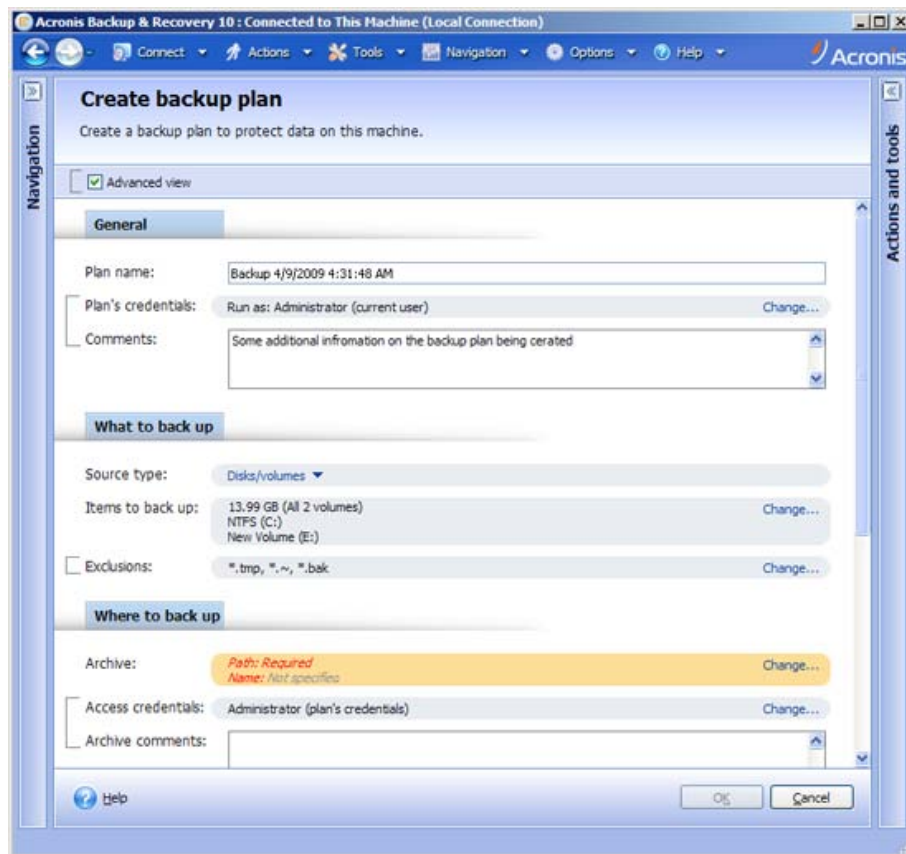 Acronis Backup & Recovery 10 : Connected to This Machine (Local Connection)
Connect Actions Tools Navigation Options Help Acronis
Navigation
Actions and tools
Create backup plan
Create a backup plan to protect data on this machine.
Advanced view
General
Plan name: Backup 4/9/2009 4:31:48 AM
Plan's credentials: Run as: Administrator (current user) Change...
Comments: Some additional infromation on the backup plan being cerated
What to back up
Source type: Disks/volumes
Items to back up: 13.99 GB (All 2 volumes) Change...
NTFS (C:)
New Volume (E:)
Exclusions: *.tmp, *.~, *.bak Change...
Where to back up
Archive: Path: Required Change...
Name: Not specified
Access credentials: Administrator (plan's credentials) Change...
Archive comments:
Help OK Cancel